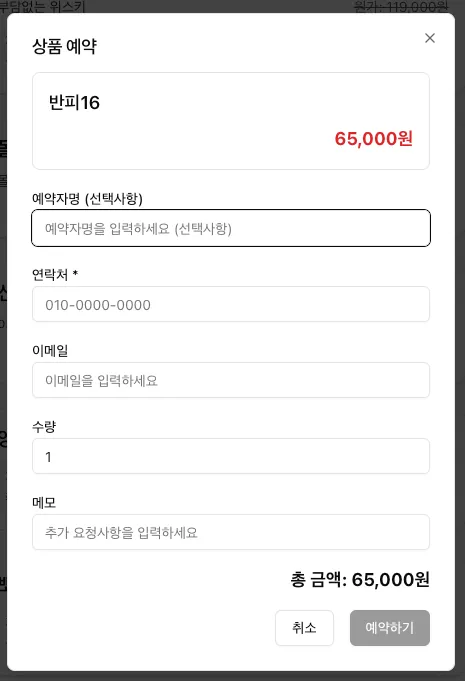 부담없는 위스키
원가: 119,000원
상품 예약
반피16
65,000원
예약자명 (선택사항)
예약자명을 입력하세요 (선택사항)
연락처 *
010-0000-0000
이메일
이메일을 입력하세요
수량
1
메모
추가 요청사항을 입력하세요
총 금액: 65,000원
취소
예약하기